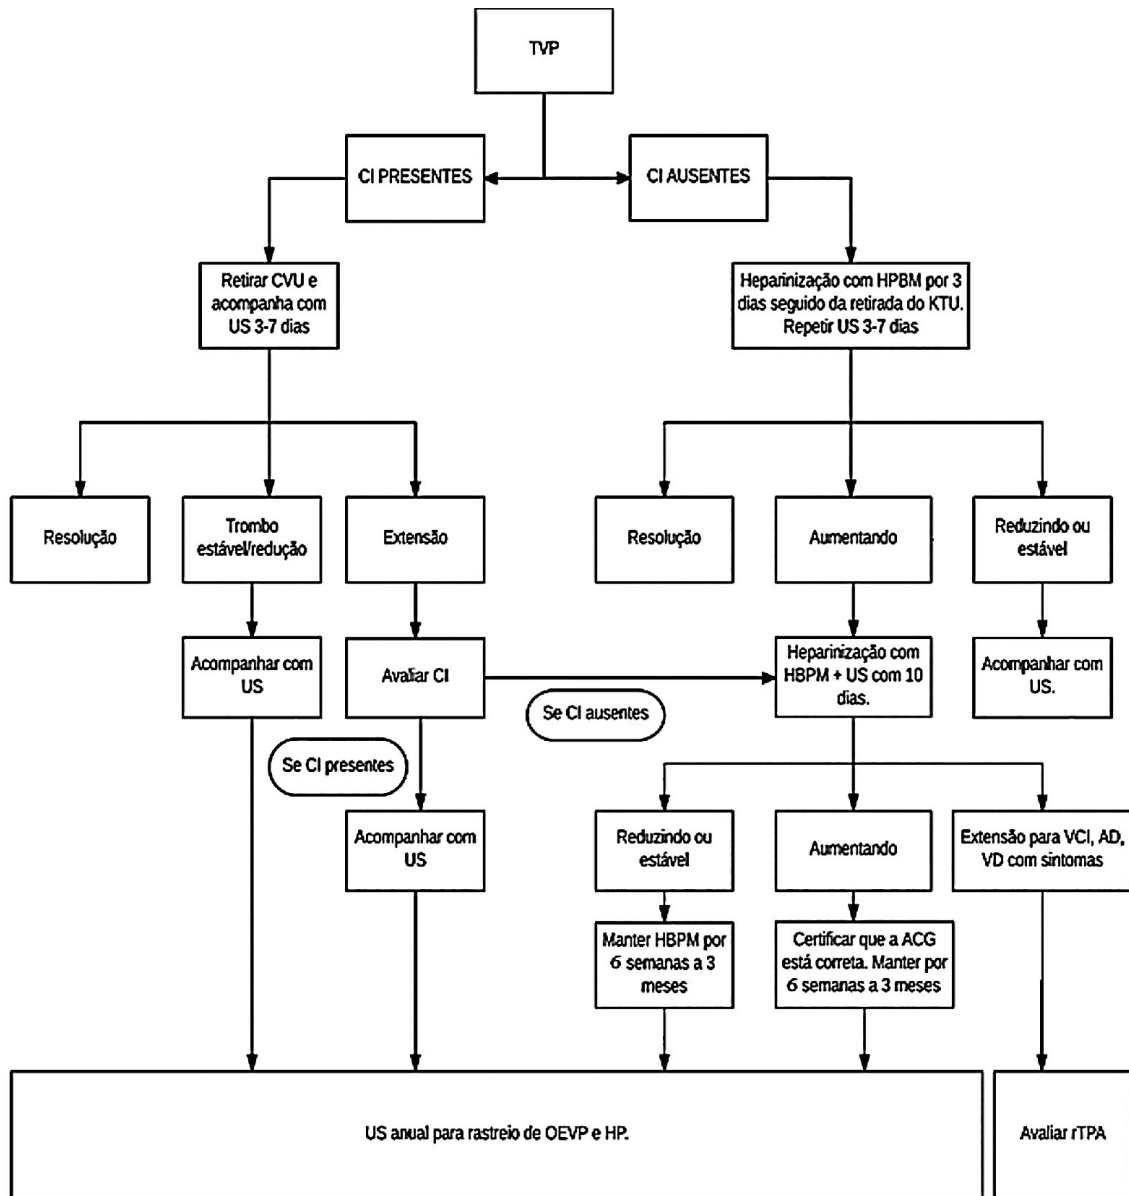 TVP
CI PRESENTES
CI AUSENTES
Retirar CVU e
acompanha com
US 3-7 dias
Heparinização com HPBM por 3
dias seguido da retirada do KTU.
Repetir US 3-7 dias
Resolução
Trombo
estável/redução
Extensão
Resolução
Aumentando
Reduzindo ou
estável
Acompanhar com
US
Avaliar CI
Heparinização com
HBPM + US com 10
dias.
Acompanhar com
US.
Se CI ausentes
Se CI presentes
Acompanhar com
US
Reduzindo ou
estável
Aumentando
Extensão para VCI, AD,
VD com sintomas
Manter HBPM por
6 semanas a 3
meses
Certificar que a ACG
está correta. Manter por
6 semanas a 3 meses
US anual para rastreio de OEVP e HP.
Avaliar rTPA